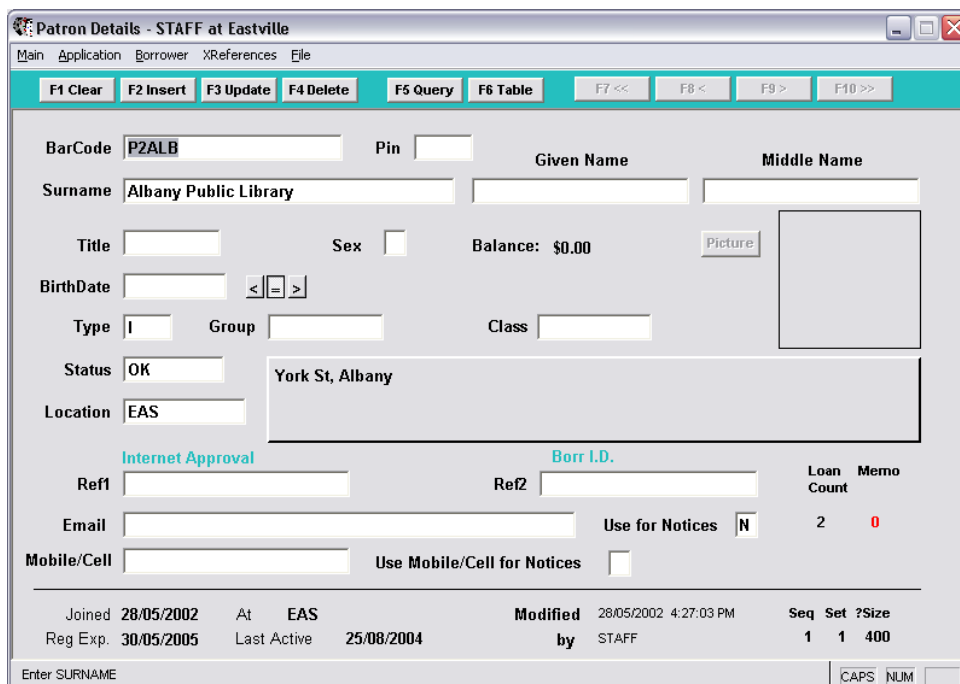 Patron Details - STAFF at Eastville
Main Application Borrower XReferences File
F1 Clear F2 Insert F3 Update F4 Delete F5 Query F6 Table F7 << F8 < F9 > F10 >>
BarCode P2ALB Pin
Given Name Middle Name
Surname Albany Public Library
Title Sex Balance: $0.00 Picture
BirthDate < = >
Type I Group Class
Status OK
York St, Albany
Location EAS
Internet Approval Borr I.D.
Ref1 Ref2
Loan Memo
Count
Email Use for Notices N 2 0
Mobile/Cell Use Mobile/Cell for Notices
Joined 28/05/2002 At EAS Modified 28/05/2002 4:27:03 PM Seq Set ?Size
Reg Exp. 30/05/2005 Last Active 25/08/2004 by STAFF 1 1 400
Enter SURNAME CAPS NUM